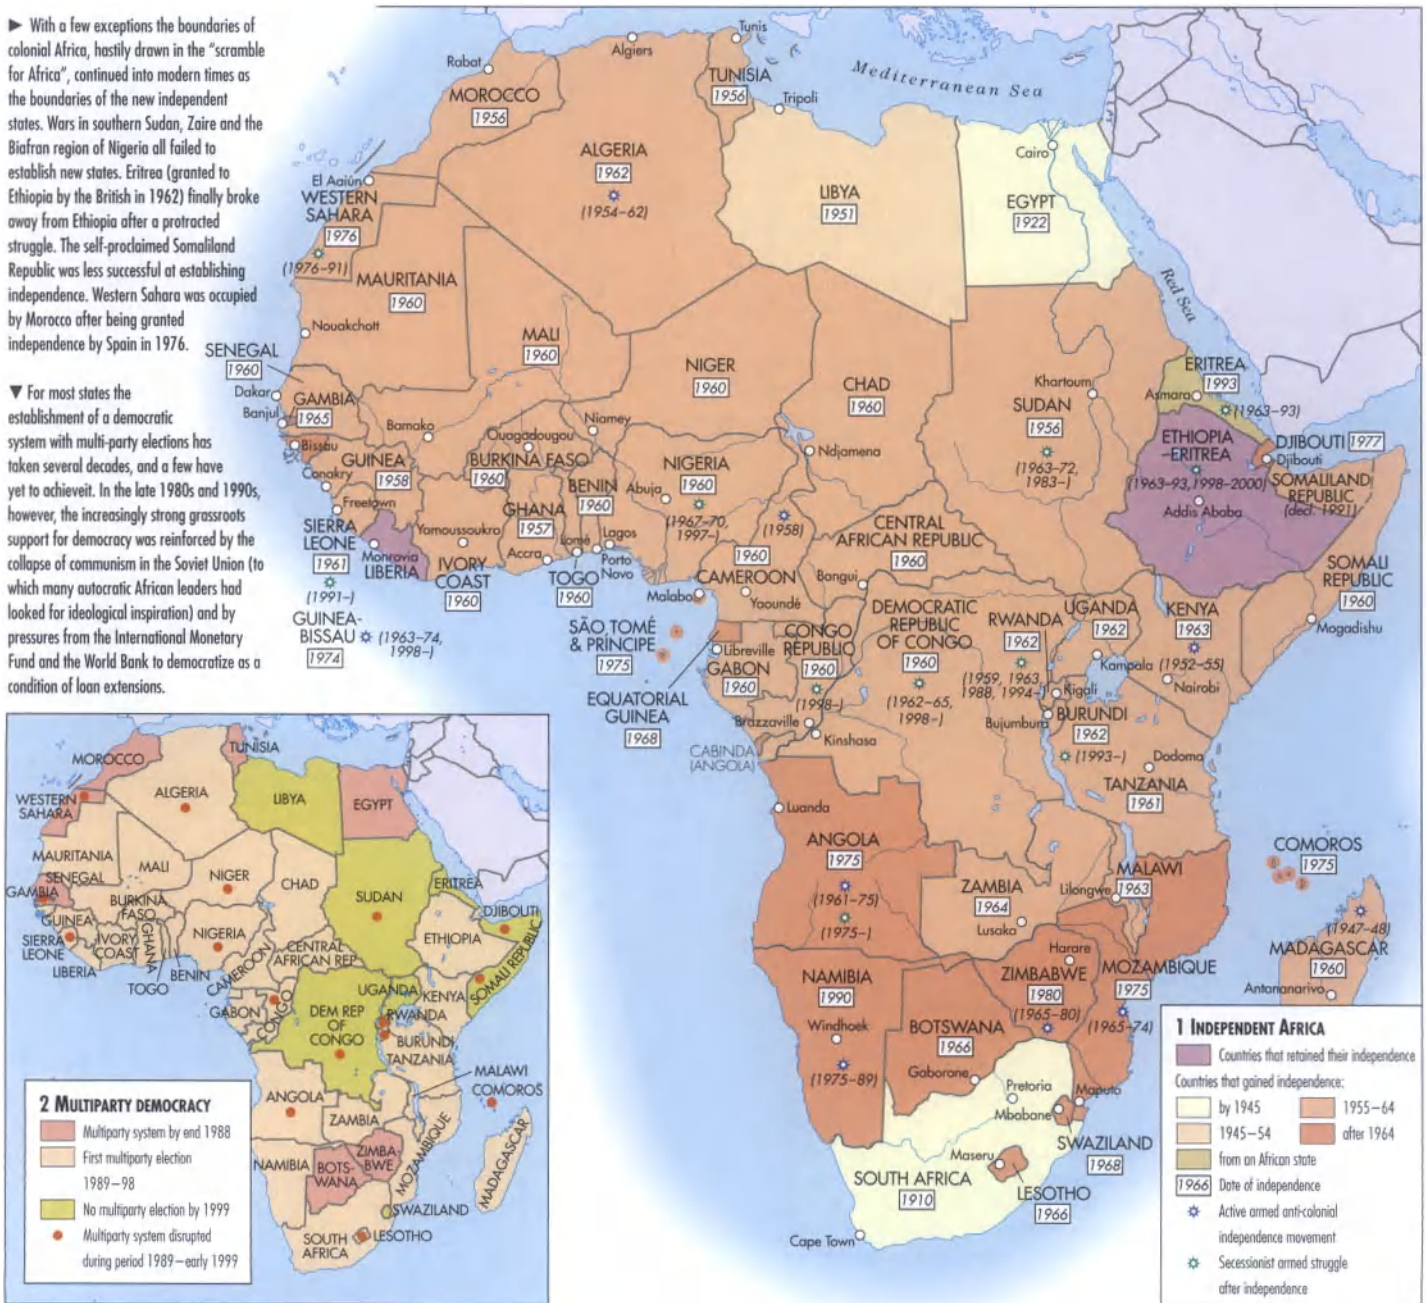 ► With a few exceptions the boundaries of
colonial Africa, hastily drawn in the "scramble
for Africa", continued into modern times as
the boundaries of the new independent
states. Wars in southern Sudan, Zaire and the
Biafran region of Nigeria all failed to
establish new states. Eritrea (granted to
Ethiopia by the British in 1962) finally broke
away from Ethiopia after a protracted
struggle. The self-proclaimed Somaliland
Republic was less successful at establishing
independence. Western Sahara was occupied
by Morocco after being granted
independence by Spain in 1976.
▼ For most states the
establishment of a democratic
system with multi-party elections has
taken several decades, and a few have
yet to achieveit. In the late 1980s and 1990s,
however, the increasingly strong grassroots
support for democracy was reinforced by the
collapse of communism in the Soviet Union (to
which many autocratic African leaders had
looked for ideological inspiration) and by
pressures from the International Monetary
Fund and the World Bank to democratize as a
condition of loan extensions.
Mediterranean Sea
Red Sea
Rabat
MOROCCO
1956
Algiers
ALGERIA
1962
(1954–62)
Tunis
TUNISIA
1956
Tripoli
LIBYA
1951
Cairo
EGYPT
1922
El Aaiún
WESTERN
SAHARA
1976
(1976–91)
MAURITANIA
1960
Nouakchott
MALI
1960
Bamako
NIGER
1960
Niamey
CHAD
1960
Ndjamena
Khartoum
SUDAN
1956
(1963–72,
1983–)
ERITREA
1993
Asmara
(1963–93)
ETHIOPIA
–ERITREA
(1963–93, 1998–2000)
Addis Ababa
DJIBOUTI 1977
Djibouti
SOMALILAND
REPUBLIC
(decl. 1991)
SOMALI
REPUBLIC
1960
Mogadishu
SENEGAL
1960
Dakar
Banjul
GAMBIA
1965
Bissau
GUINEA
1958
Conakry
Freetown
SIERRA
LEONE
1961
(1991–)
GUINEA-
BISSAU
1974
(1963–74,
1998–)
Monrovia
LIBERIA
Yamoussoukro
IVORY
COAST
1960
Ouagadougou
BURKINA FASO
1960
GHANA
1957
Accra
BENIN
1960
Lomé
TOGO
1960
Porto
Novo
Lagos
Abuja
NIGERIA
1960
(1967–70,
1997–)
(1958)
1960
CAMEROON
Yaoundé
Malabo
CENTRAL
AFRICAN REPUBLIC
1960
Bangui
SÃO TOMÉ
& PRÍNCIPE
1975
EQUATORIAL
GUINEA
1968
Libreville
GABON
1960
CONGO
REPUBLIC
1960
(1998–)
Brazzaville
Kinshasa
CABINDA
(ANGOLA)
DEMOCRATIC
REPUBLIC
OF CONGO
1960
(1962–65,
1998–)
RWANDA
1962
(1959, 1963,
1988, 1994–)
Kigali
UGANDA
1962
Kampala
KENYA
1963
(1952–55)
Nairobi
Bujumbura
BURUNDI
1962
(1993–)
Dodoma
TANZANIA
1961
Luanda
ANGOLA
1975
(1961–75)
(1975–)
ZAMBIA
1964
Lusaka
Lilongwe
MALAWI
1963
COMOROS
1975
(1947–48)
MADAGASCAR
1960
Antananarivo
NAMIBIA
1990
Windhoek
(1975–89)
BOTSWANA
1966
Gaborone
Harare
ZIMBABWE
1980
(1965–80)
MOZAMBIQUE
1975
(1965–74)
Pretoria
Maputo
Mbabane
SWAZILAND
1968
Maseru
LESOTHO
1966
SOUTH AFRICA
1910
Cape Town
1 INDEPENDENT AFRICA
Countries that retained their independence
Countries that gained independence:
by 1945
1955–64
1945–54
after 1964
from an African state
1966 Date of independence
Active armed anti-colonial
independence movement
Secessionist armed struggle
after independence
MOROCCO
TUNISIA
WESTERN
SAHARA
ALGERIA
LIBYA
EGYPT
MAURITANIA
MALI
NIGER
CHAD
SUDAN
ERITREA
SENEGAL
GAMBIA
BURKINA
FASO
DJIBOUTI
GUINEA
NIGERIA
ETHIOPIA
SIERRA
LEONE
IVORY
COAST
GHANA
CENTRAL
AFRICAN REP.
LIBERIA
TOGO
BENIN
CAMEROON
SOMALI REPUBLIC
UGANDA
KENYA
GABON
CONGO
DEM REP
OF
CONGO
RWANDA
BURUNDI
TANZANIA
MALAWI
COMOROS
ANGOLA
ZAMBIA
MOZAMBIQUE
MADAGASCAR
NAMIBIA
BOTS-
WANA
ZIMBA-
BWE
SWAZILAND
SOUTH
AFRICA
LESOTHO
2 MULTIPARTY DEMOCRACY
Multiparty system by end 1988
First multiparty election
1989–98
No multiparty election by 1999
Multiparty system disrupted
during period 1989–early 1999